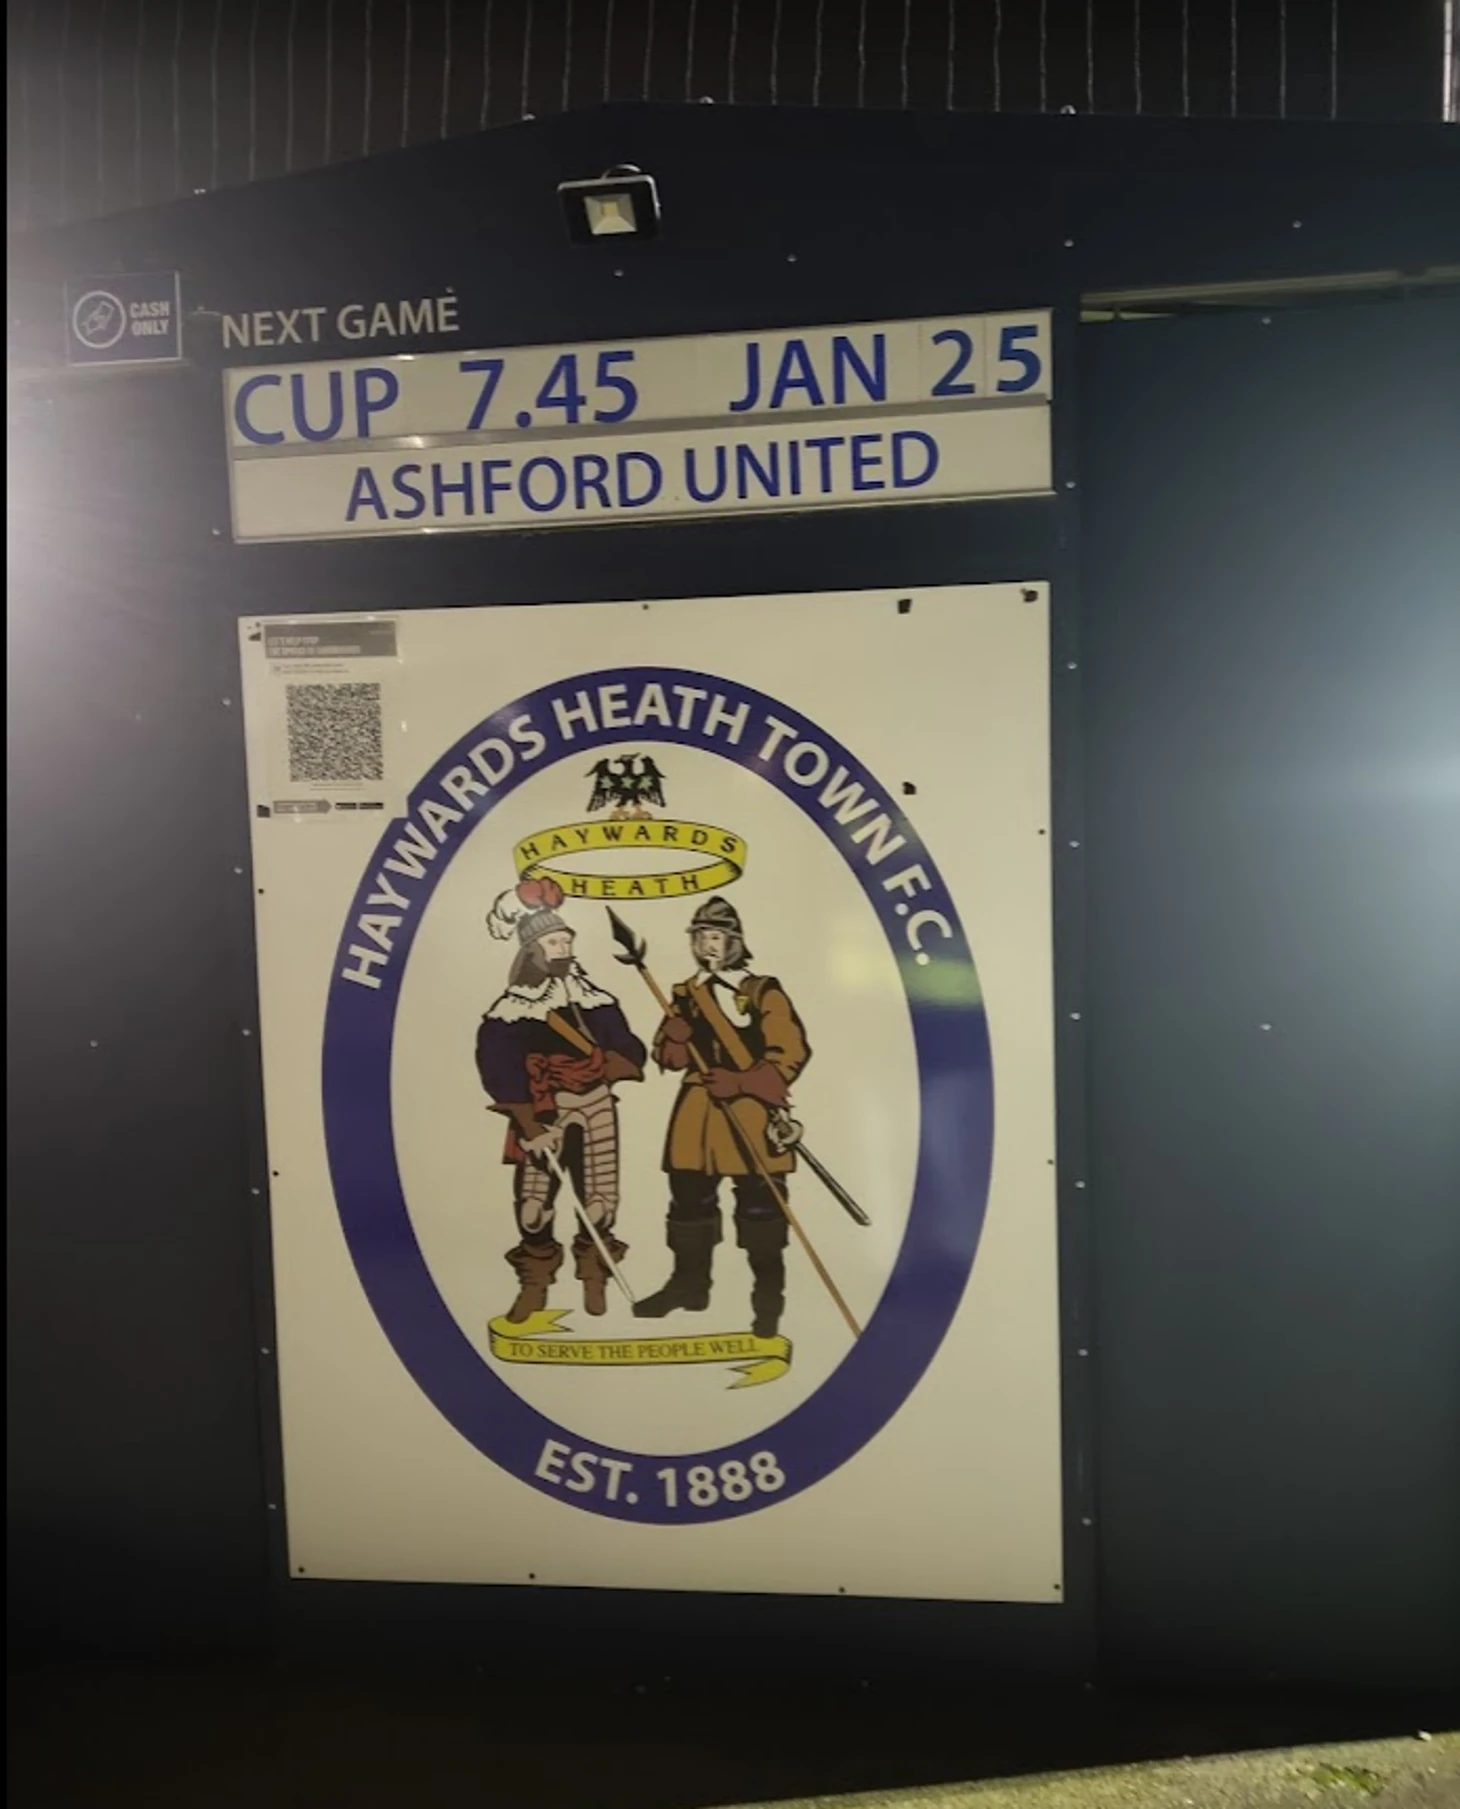 CASH
ONLY
NEXT GAME
CUP 7.45 JAN 25
ASHFORD UNITED
HAYWARDS HEATH TOWN F.C.
HAYWARDS
HEATH
TO SERVE THE PEOPLE WELL
EST. 1888